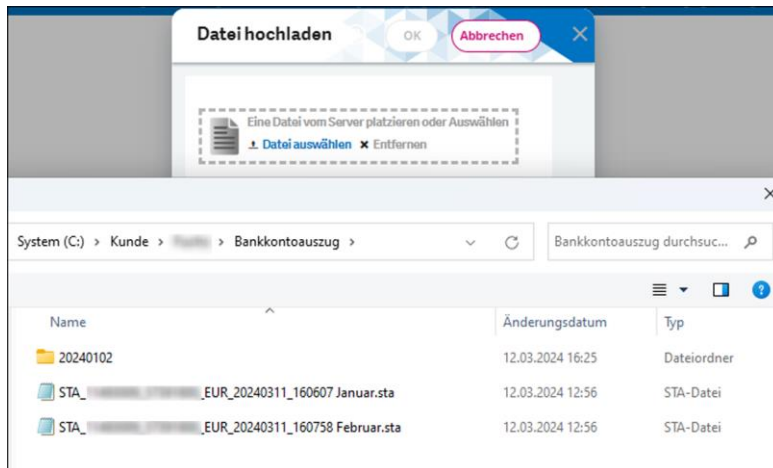 Datei hochladen OK Abbrechen
Eine Datei vom Server platzieren oder Auswählen
Datei auswählen Entfernen
System (C:) > Kunde > > Bankkontoauszug > Bankkontoauszug durchsuc...
Name Änderungsdatum Typ
20240102 12.03.2024 16:25 Dateiordner
STA_ _EUR_20240311_160607 Januar.sta 12.03.2024 12:56 STA-Datei
STA_ _EUR_20240311_160758 Februar.sta 12.03.2024 12:56 STA-Datei